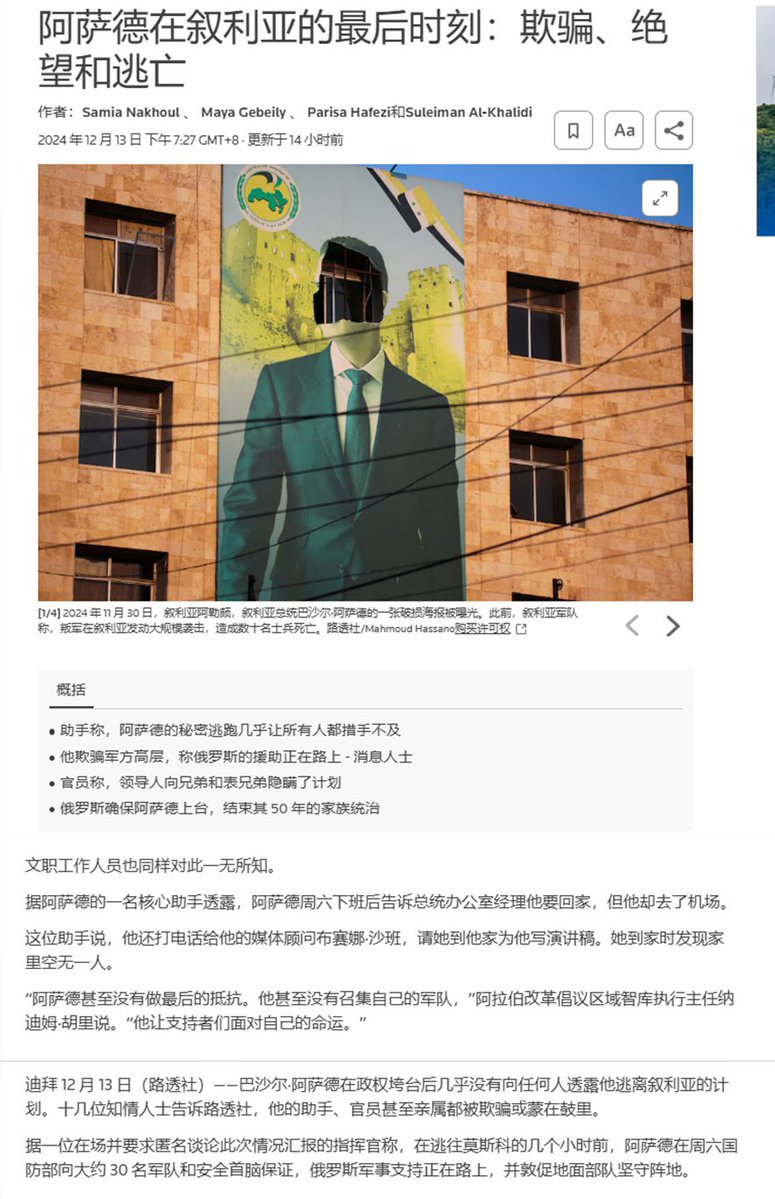 阿萨德在叙利亚的最后时刻：欺骗、绝
望和逃亡
作者：Samia Nakhoul 、 Maya Gebeily 、 Parisa Hafezi和Suleiman Al-Khalidi
2024 年 12 月 13 日 下午 7:27 GMT+8 · 更新于 14 小时前
Aa
[1/4] 2024 年 11 月 30 日，叙利亚阿勒颇，叙利亚总统巴沙尔·阿萨德的一张破损海报被曝光。此前，叙利亚军队
称，叛军在叙利亚发动大规模袭击，造成数十名士兵死亡。路透社/Mahmoud Hassano购买许可权
概括
• 助手称，阿萨德的秘密逃跑几乎让所有人都措手不及
• 他欺骗军方高层，称俄罗斯的援助正在路上 - 消息人士
• 官员称，领导人向兄弟和表兄弟隐瞒了计划
• 俄罗斯确保阿萨德上台，结束其 50 年的家族统治
文职工作人员也同样对此一无所知。
据阿萨德的一名核心助手透露，阿萨德周六下班后告诉总统办公室经理他要回家，但他却去了机场。
这位助手说，他还打电话给他的媒体顾问布赛娜·沙班，请她到他家为他写演讲稿。她到家时发现家
里空无一人。
“阿萨德甚至没有做最后的抵抗。他甚至没有召集自己的军队，”阿拉伯改革倡议区域智库执行主任纳
迪姆·胡里说。“他让支持者们面对自己的命运。”
迪拜 12 月 13 日（路透社）——巴沙尔·阿萨德在政权垮台后几乎没有向任何人透露他逃离叙利亚的计
划。十几位知情人士告诉路透社，他的助手、官员甚至亲属都被欺骗或蒙在鼓里。
据一位在场并要求匿名谈论此次情况汇报的指挥官称，在逃往莫斯科的几个小时前，阿萨德在周六国
防部向大约 30 名军队和安全首脑保证，俄罗斯军事支持正在路上，并敦促地面部队坚守阵地。